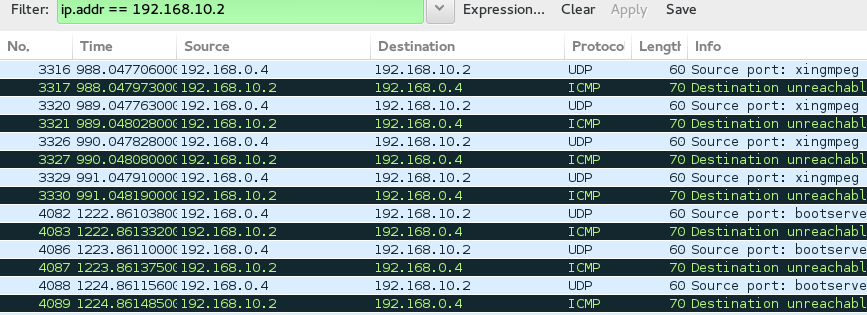 Filter: ip.addr == 192.168.10.2 Expression... Clear Apply Save
No. Time Source Destination Protoco Length Info
3316 988.047706000 192.168.0.4 192.168.10.2 UDP 60 Source port: xingmpeg
3317 988.047973000 192.168.10.2 192.168.0.4 ICMP 70 Destination unreachabl
3320 989.047763000 192.168.0.4 192.168.10.2 UDP 60 Source port: xingmpeg
3321 989.048028000 192.168.10.2 192.168.0.4 ICMP 70 Destination unreachabl
3326 990.047828000 192.168.0.4 192.168.10.2 UDP 60 Source port: xingmpeg
3327 990.048080000 192.168.10.2 192.168.0.4 ICMP 70 Destination unreachabl
3329 991.047910000 192.168.0.4 192.168.10.2 UDP 60 Source port: xingmpeg
3330 991.048190000 192.168.10.2 192.168.0.4 ICMP 70 Destination unreachabl
4082 1222.8610380 192.168.0.4 192.168.10.2 UDP 60 Source port: bootserve
4083 1222.8613320 192.168.10.2 192.168.0.4 ICMP 70 Destination unreachabl
4086 1223.8611000 192.168.0.4 192.168.10.2 UDP 60 Source port: bootserve
4087 1223.8613750 192.168.10.2 192.168.0.4 ICMP 70 Destination unreachabl
4088 1224.8611560 192.168.0.4 192.168.10.2 UDP 60 Source port: bootserve
4089 1224.8614850 192.168.10.2 192.168.0.4 ICMP 70 Destination unreachabl